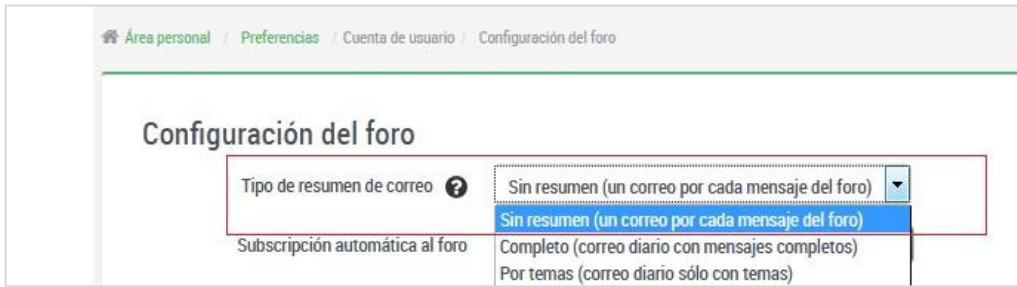 Área personal / Preferencias / Cuenta de usuario / Configuración del foro
Configuración del foro
Tipo de resumen de correo ? Sin resumen (un correo por cada mensaje del foro)
Sin resumen (un correo por cada mensaje del foro)
Subscripción automática al foro Completo (correo diario con mensajes completos)
Por temas (correo diario sólo con temas)